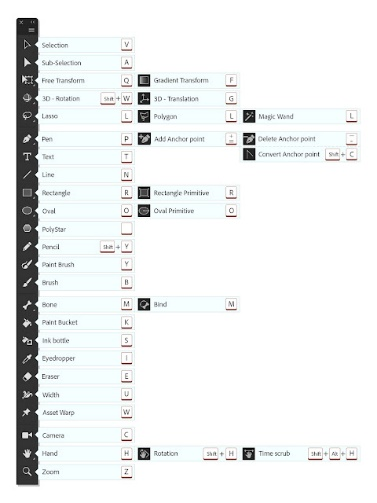 Selection V
Sub-Selection A
Free Transform Q Gradient Transform F
3D - Rotation Shift + W 3D - Translation G
Lasso L Polygon L Magic Wand L
Pen P Add Anchor point = Delete Anchor point -
Convert Anchor point Shift + C
Text T
Line N
Rectangle R Rectangle Primitive R
Oval O Oval Primitive O
PolyStar
Pencil Shift + Y
Paint Brush Y
Brush B
Bone M Bind M
Paint Bucket K
Ink bottle S
Eyedropper I
Eraser E
Width U
Asset Warp W
Camera C
Hand H Rotation Shift + H Time scrub Shift + Alt + H
Zoom Z